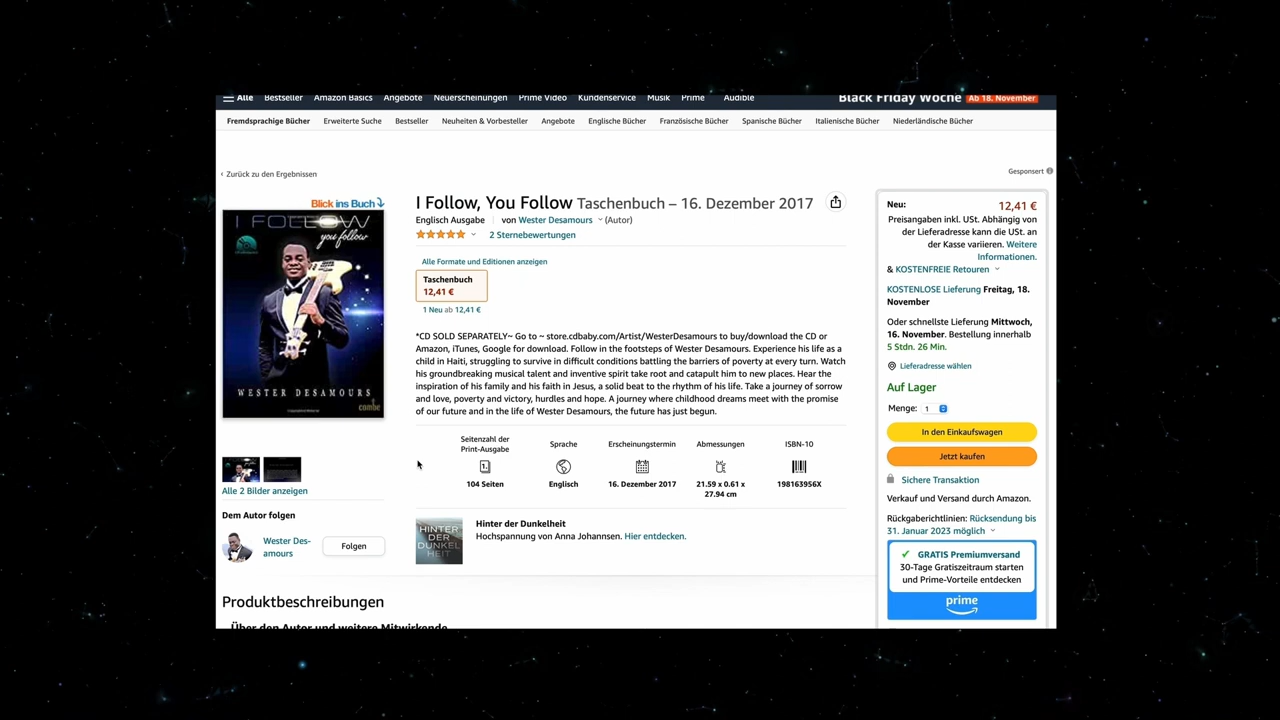 Alle Bestseller Amazon Basics Angebote Neuerscheinungen Prime Video Kundenservice Musik Prime Audible Black Friday Woche Ab 18. November
Fremdsprachige Bücher Erweiterte Suche Bestseller Neuheiten & Vorbesteller Angebote Englische Bücher Französische Bücher Spanische Bücher Italienische Bücher Niederländische Bücher
‹ Zurück zu den Ergebnissen
Gesponsert
Blick ins Buch
I FOLLOW
you follow
WESTER DESAMOURS
Alle 2 Bilder anzeigen
Dem Autor folgen
Wester Des-
amours
Folgen
I Follow, You Follow Taschenbuch – 16. Dezember 2017
Englisch Ausgabe von Wester Desamours (Autor)
2 Sternebewertungen
Alle Formate und Editionen anzeigen
Taschenbuch
12,41 €
1 Neu ab 12,41 €
*CD SOLD SEPARATELY~ Go to ~ store.cdbaby.com/Artist/WesterDesamours to buy/download the CD or
Amazon, iTunes, Google for download. Follow in the footsteps of Wester Desamours. Experience his life as a
child in Haiti, struggling to survive in difficult conditions battling the barriers of poverty at every turn. Watch
his groundbreaking musical talent and inventive spirit take root and catapult him to new places. Hear the
inspiration of his family and his faith in Jesus, a solid beat to the rhythm of his life. Take a journey of sorrow
and love, poverty and victory, hurdles and hope. A journey where childhood dreams meet with the promise
of our future and in the life of Wester Desamours, the future has just begun.
Seitenzahl der
Print-Ausgabe
104 Seiten
Sprache
Englisch
Erscheinungstermin
16. Dezember 2017
Abmessungen
21.59 x 0.61 x
27.94 cm
ISBN-10
198163956X
HINTER
DER
DUNKEL
HEIT
Hinter der Dunkelheit
Hochspannung von Anna Johannsen. Hier entdecken.
Neu: 12,41 €
Preisangaben inkl. USt. Abhängig von
der Lieferadresse kann die USt. an
der Kasse variieren. Weitere
Informationen.
& KOSTENFREIE Retouren
KOSTENLOSE Lieferung Freitag, 18.
November
Oder schnellste Lieferung Mittwoch,
16. November. Bestellung innerhalb
5 Stdn. 26 Min.
Lieferadresse wählen
Auf Lager
Menge: 1
In den Einkaufswagen
Jetzt kaufen
Sichere Transaktion
Verkauf und Versand durch Amazon.
Rückgaberichtlinien: Rücksendung bis
31. Januar 2023 möglich
GRATIS Premiumversand
30-Tage Gratiszeitraum starten
und Prime-Vorteile entdecken
prime
Produktbeschreibungen
Über den Autor und weitere Mitwirkende